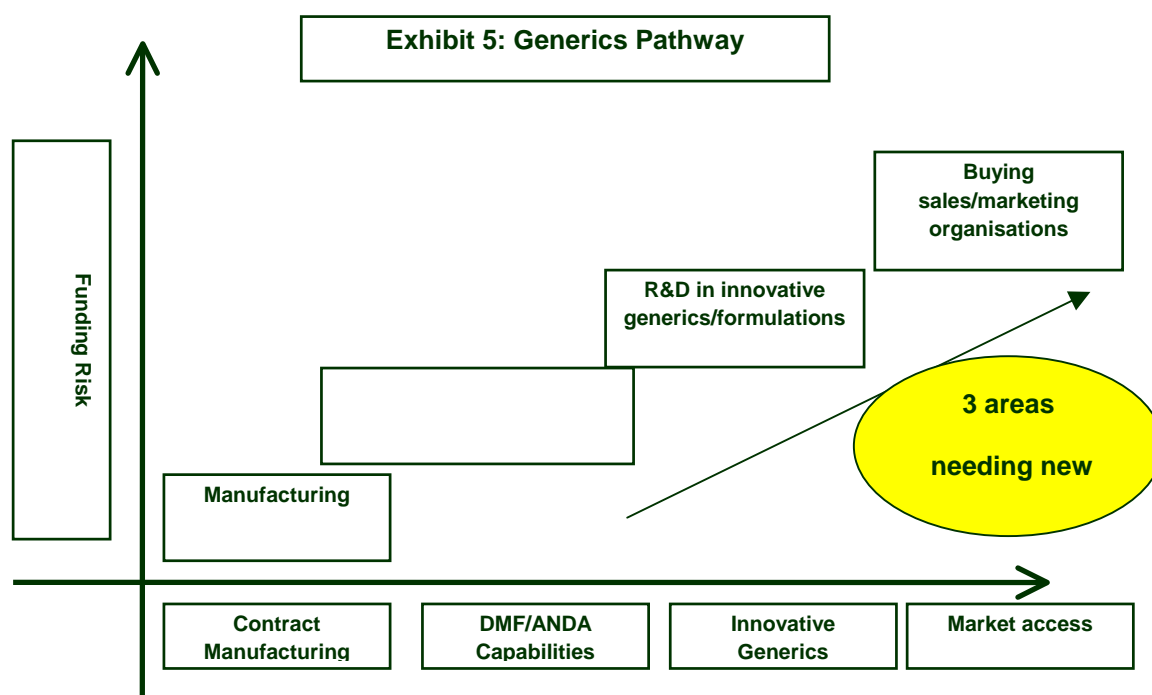 Exhibit 5: Generics Pathway
Funding Risk
Buying
sales/marketing
organisations
R&D in innovative
generics/formulations
Manufacturing
3 areas
needing new
Contract
Manufacturing
DMF/ANDA
Capabilities
Innovative
Generics
Market access